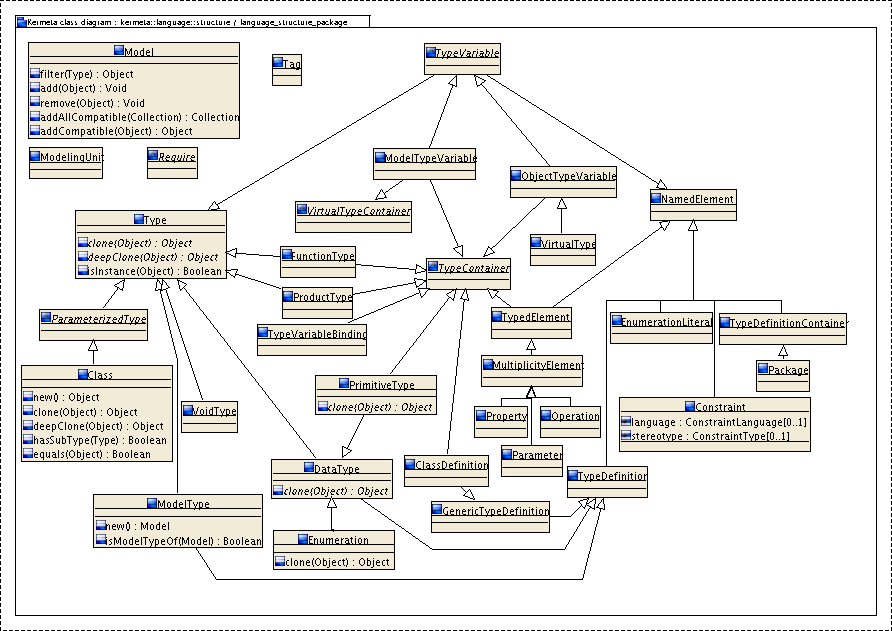 Kermeta class diagram : kermeta::language::structure / language_structure_package
Model
filter(Type) : Object
add(Object) : Void
remove(Object) : Void
addAllCompatible(Collection) : Collection
addCompatible(Object) : Object
Tag
TypeVariable
ModelingUnit
Require
ModelTypeVariable
ObjectTypeVariable
NamedElement
VirtualTypeContainer
Type
clone(Object) : Object
deepClone(Object) : Object
isInstance(Object) : Boolean
VirtualType
FunctionType
TypeContainer
ProductType
ParameterizedType
TypeVariableBinding
TypedElement
EnumerationLiteral
TypeDefinitionContainer
MultiplicityElement
Package
Class
new() : Object
clone(Object) : Object
deepClone(Object) : Object
hasSubType(Type) : Boolean
equals(Object) : Boolean
VoidType
PrimitiveType
clone(Object) : Object
Property
Operation
Constraint
language : ConstraintLanguage[0..1]
stereotype : ConstraintType[0..1]
Parameter
DataType
clone(Object) : Object
ClassDefinition
TypeDefinition
ModelType
new() : Model
isModelTypeOf(Model) : Boolean
GenericTypeDefinition
Enumeration
clone(Object) : Object